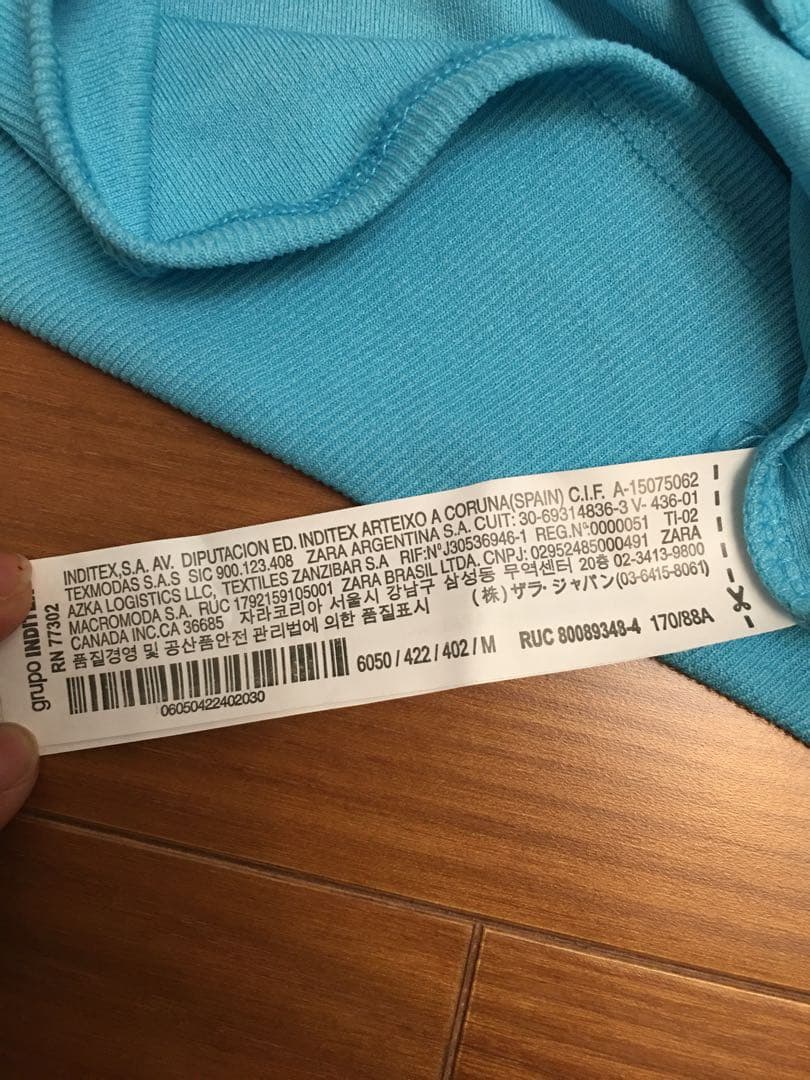 grupo INDITE
RN 77302
INDITEX,S.A. AV. DIPUTACION ED. INDITEX ARTEIXO A CORUNA(SPAIN) C.I.F. A-15075062
TEXMODAS S.A.S SIC 900.123.408 ZARA ARGENTINA S.A. CUIT: 30-69314836-3 V- 436-01
AZKA LOGISTICS LLC, TEXTILES ZANZIBAR S.A RIF:NºJ30536946-1 REG.Nº:0000051 TI-02
MACROMODA S.A. RUC 1792159105001 ZARA BRASIL LTDA. CNPJ: 02952485000491 ZARA
CANADA INC.CA 36685 자라코리아 서울시 강남구 삼성동 무역센터 20층 02-3413-9800
품질경영 및 공산품안전 관리법에 의한 품질표시 (株) ザラ・ジャパン(03-6415-8061)
06050422402030
6050 / 422 / 402 / M RUC 80089348-4 170/88A